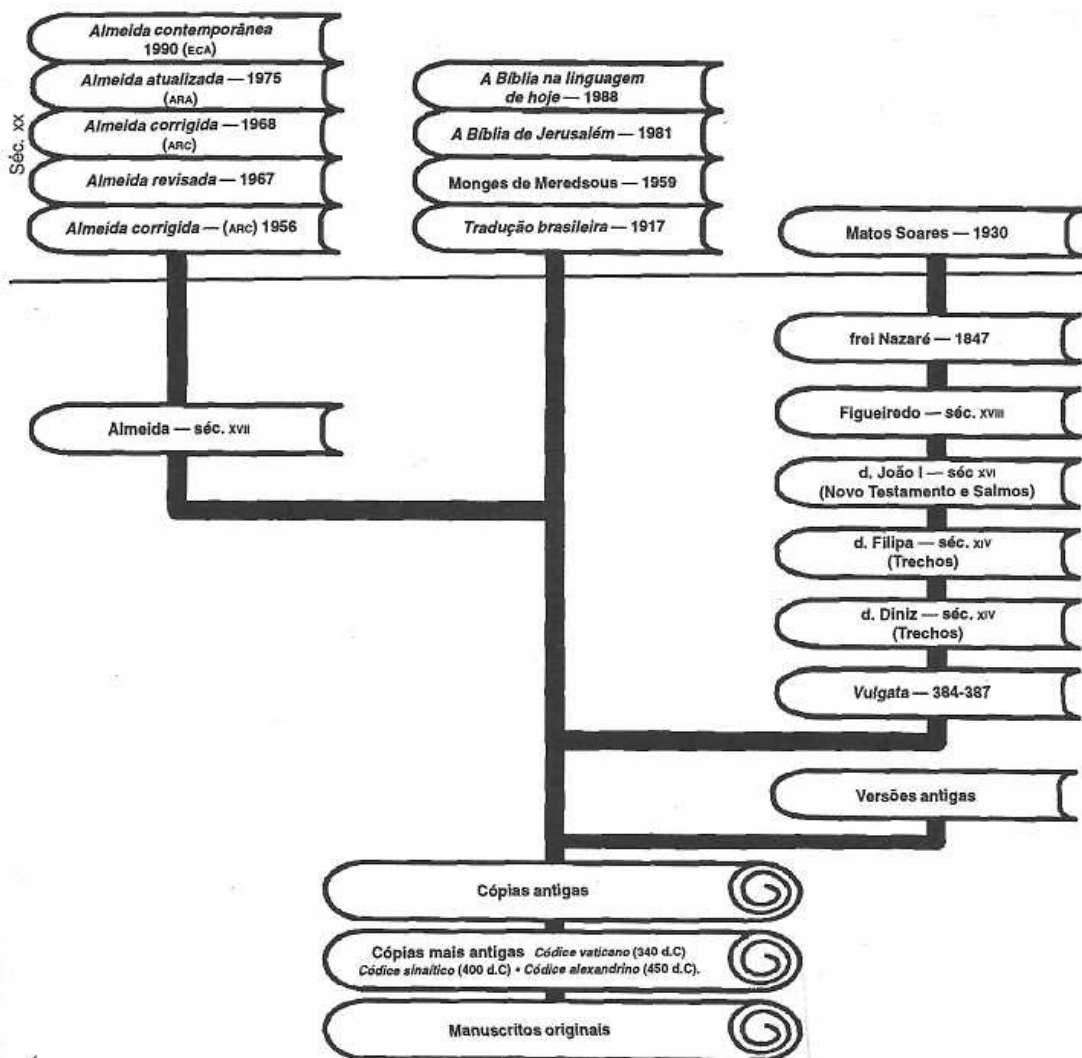 Séc. XX
Almeida contemporânea
1990 (ECA)
Almeida atualizada — 1975
(ARA)
Almeida corrigida — 1968
(ARC)
Almeida revisada — 1967
Almeida corrigida — (ARC) 1956
A Bíblia na linguagem
de hoje — 1988
A Bíblia de Jerusalém — 1981
Monges de Meredsous — 1959
Tradução brasileira — 1917
Matos Soares — 1930
frei Nazaré — 1847
Almeida — séc. XVII
Figueiredo — séc. XVIII
d. João I — séc XVI
(Novo Testamento e Salmos)
d. Filipa — séc. XIV
(Trechos)
d. Diniz — séc. XIV
(Trechos)
Vulgata — 384-387
Versões antigas
Cópias antigas
Cópias mais antigas Códice vaticano (340 d.C)
Códice sinaítico (400 d.C) • Códice alexandrino (450 d.C).
Manuscritos originais